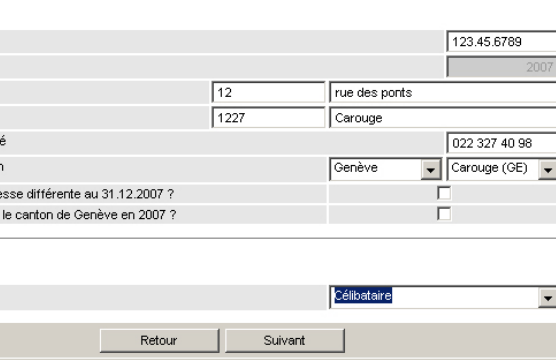 123.45.6789
2007
12 rue des ponts
1227 Carouge
é 022 327 40 98
n Genève Carouge (GE)
esse différente au 31.12.2007 ?
le canton de Genève en 2007 ?
Célibataire
Retour Suivant